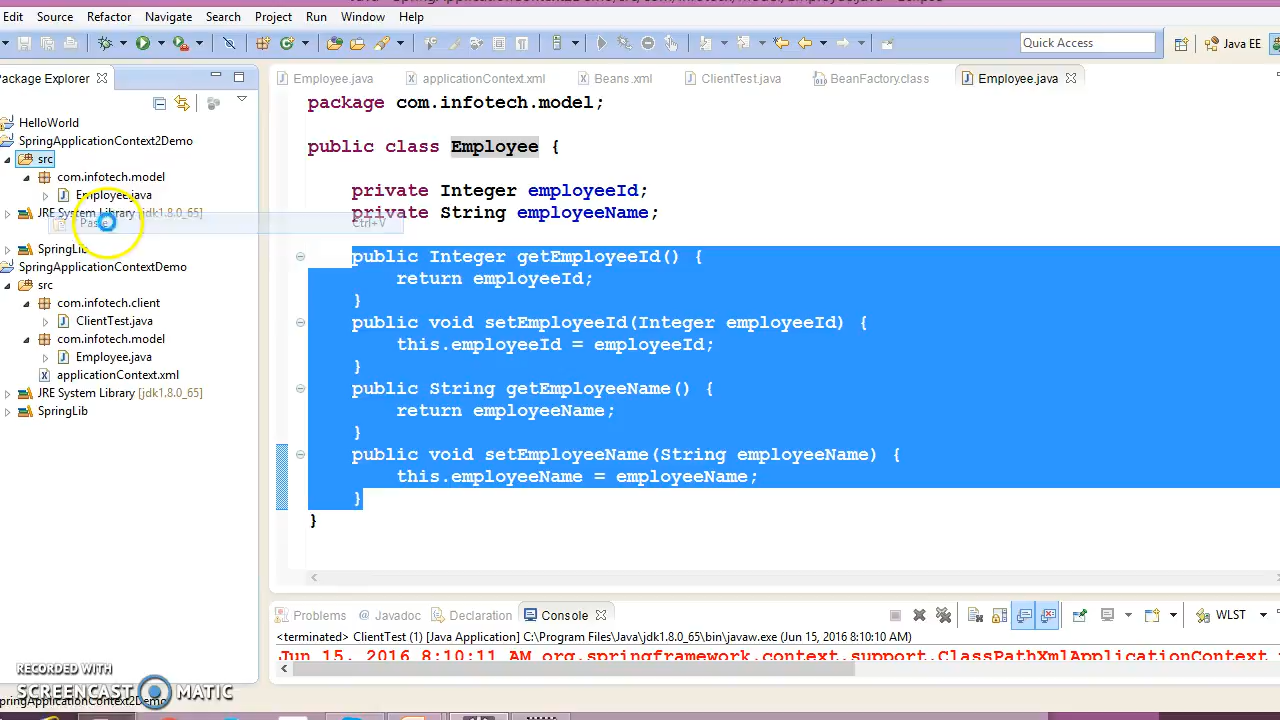 Edit Source Refactor Navigate Search Project Run Window Help
Quick Access
Java EE
Package Explorer
Employee.java applicationContext.xml Beans.xml ClientTest.java BeanFactory.class Employee.java
HelloWorld
SpringApplicationContext2Demo
src
com.infotech.model
Employee.java
JRE System Library [jdk1.8.0_65]
Paste Ctrl+V
SpringLib
SpringApplicationContextDemo
src
com.infotech.client
ClientTest.java
com.infotech.model
Employee.java
applicationContext.xml
JRE System Library [jdk1.8.0_65]
SpringLib
package com.infotech.model;
public class Employee {
private Integer employeeId;
private String employeeName;
public Integer getEmployeeId() {
return employeeId;
}
public void setEmployeeId(Integer employeeId) {
this.employeeId = employeeId;
}
public String getEmployeeName() {
return employeeName;
}
public void setEmployeeName(String employeeName) {
this.employeeName = employeeName;
}
}
Problems @ Javadoc Declaration Console
WLST
<terminated> ClientTest (1) [Java Application] C:\Program Files\Java\jdk1.8.0_65\bin\javaw.exe (Jun 15, 2016 8:10:10 AM)
Jun 15, 2016 8:10:11 AM org.springframework.context.support.ClassPathXmlApplicationContext
RECORDED WITH
SCREENCAST MATIC
pringApplicationContext2Demo